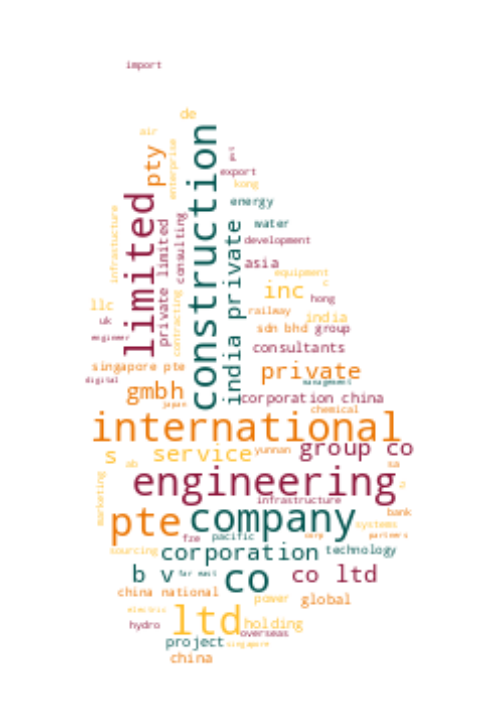 import
de
air
construction
pty
enterprise
export
kong
limited
energy
infrastucture
private limited
consulting
india private
water
development
asia
equipment
c
inc
hong
llc
contracting
railway
india
uk
sdn bhd
group
engineer
consultants
singapore pte
private
digital
management
gmbh
japan
corporation china
chemical
international
group co
s
service
yunnan
ab
sa
marketing
engineering
a
infrastructure
pte
company
bank
systems
fze
pacific
corp
partners
sourcing
corporation
technology
b v
far east
co
co ltd
china national
power
global
electric
ltd
holding
hydro
overseas
project
singapore
china